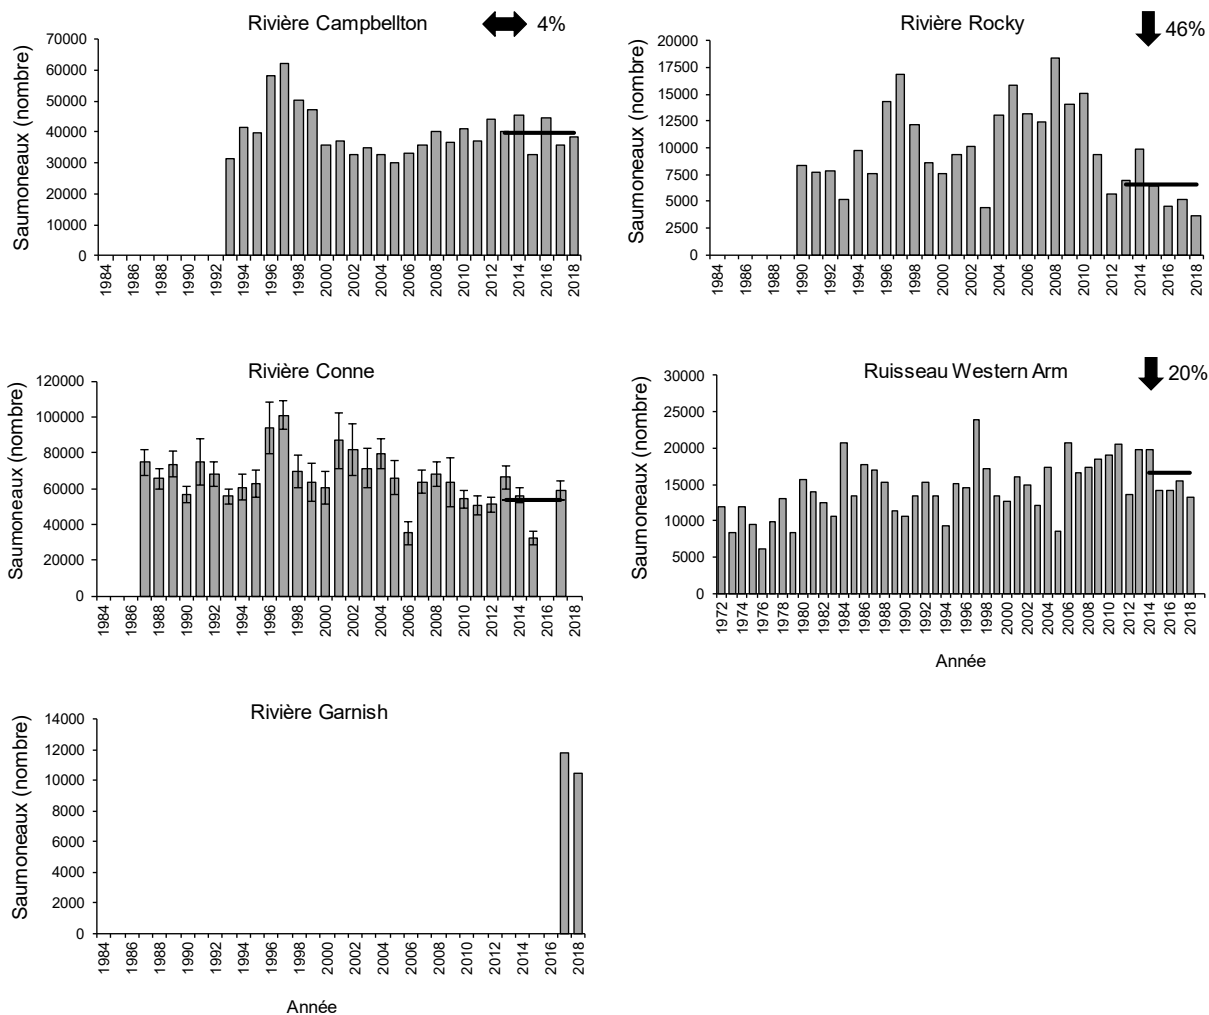 Rivière Campbellton
4%
Saumoneaux (nombre)
70000
60000
50000
40000
30000
20000
10000
0
1984 1986 1988 1990 1992 1994 1996 1998 2000 2002 2004 2006 2008 2010 2012 2014 2016 2018
Rivière Rocky
46%
Saumoneaux (nombre)
20000
17500
15000
12500
10000
7500
5000
2500
0
1984 1986 1988 1990 1992 1994 1996 1998 2000 2002 2004 2006 2008 2010 2012 2014 2016 2018
Rivière Conne
Saumoneaux (nombre)
120000
100000
80000
60000
40000
20000
0
1984 1986 1988 1990 1992 1994 1996 1998 2000 2002 2004 2006 2008 2010 2012 2014 2016 2018
Ruisseau Western Arm
20%
Saumoneaux (nombre)
30000
25000
20000
15000
10000
5000
0
1972 1974 1976 1978 1980 1982 1984 1986 1988 1990 1992 1994 1996 1998 2000 2002 2004 2006 2008 2010 2012 2014 2016 2018
Année
Rivière Garnish
Saumoneaux (nombre)
14000
12000
10000
8000
6000
4000
2000
0
1984 1986 1988 1990 1992 1994 1996 1998 2000 2002 2004 2006 2008 2010 2012 2014 2016 2018
Année